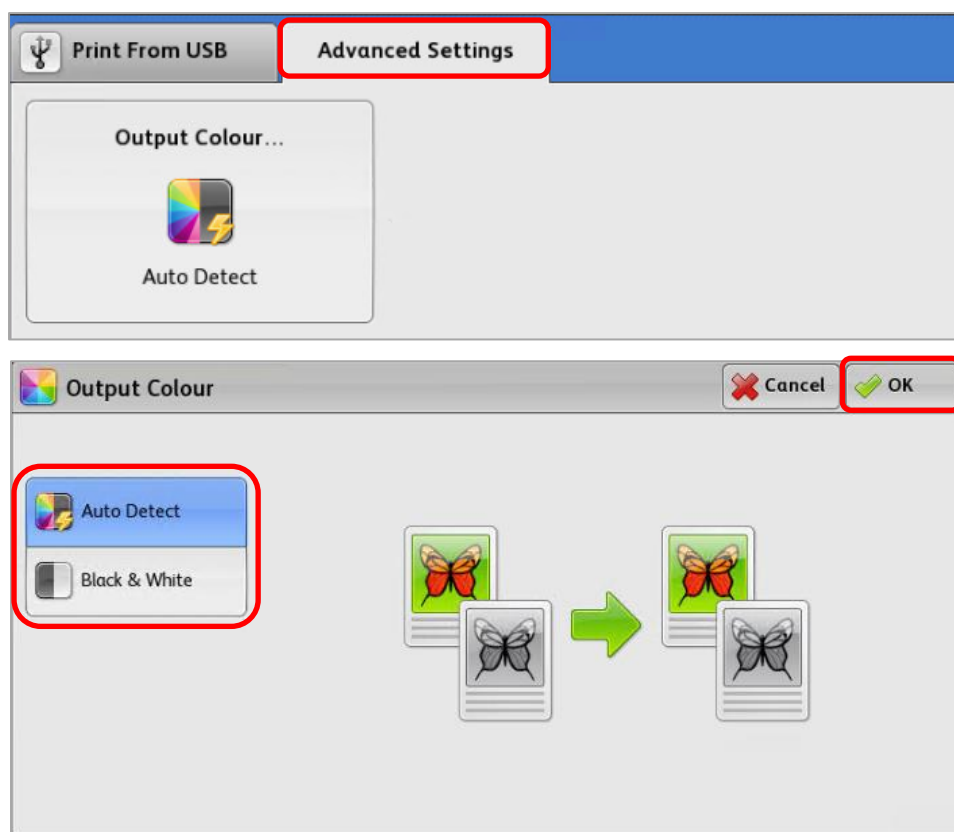 Print From USB
Advanced Settings
Output Colour...
Auto Detect
Output Colour
Cancel
OK
Auto Detect
Black & White